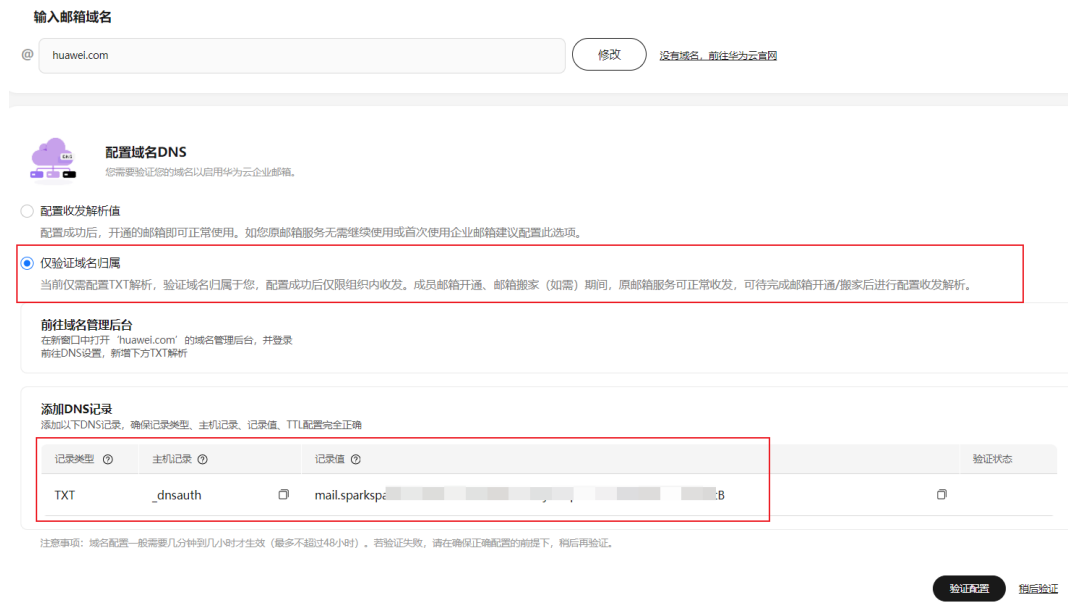 输入邮箱域名
@ huawei.com 修改 没有域名，前往华为云官网
DNS
配置域名DNS
您需要验证您的域名以启用华为云企业邮箱。
配置收发解析值
配置成功后，开通的邮箱即可正常使用。如您原邮箱服务无需继续使用或首次使用企业邮箱建议配置此选项。
仅验证域名归属
当前仅需配置TXT解析，验证域名归属于您，配置成功后仅限组织内收发。成员邮箱开通、邮箱搬家（如需）期间，原邮箱服务可正常收发，可待完成邮箱开通/搬家后进行配置收发解析。
前往域名管理后台
在新窗口中打开‘huawei.com’的域名管理后台，并登录
前往DNS设置，新增下方TXT解析
添加DNS记录
添加以下DNS记录，确保记录类型、主机记录、记录值、TTL配置完全正确
记录类型 ? 主机记录 ? 记录值 ? 验证状态
TXT _dnsauth mail.sparkspa B
注意事项：域名配置一般需要几分钟到几小时才生效（最多不超过48小时）。若验证失败，请在确保正确配置的前提下，稍后再验证。
验证配置 稍后验证